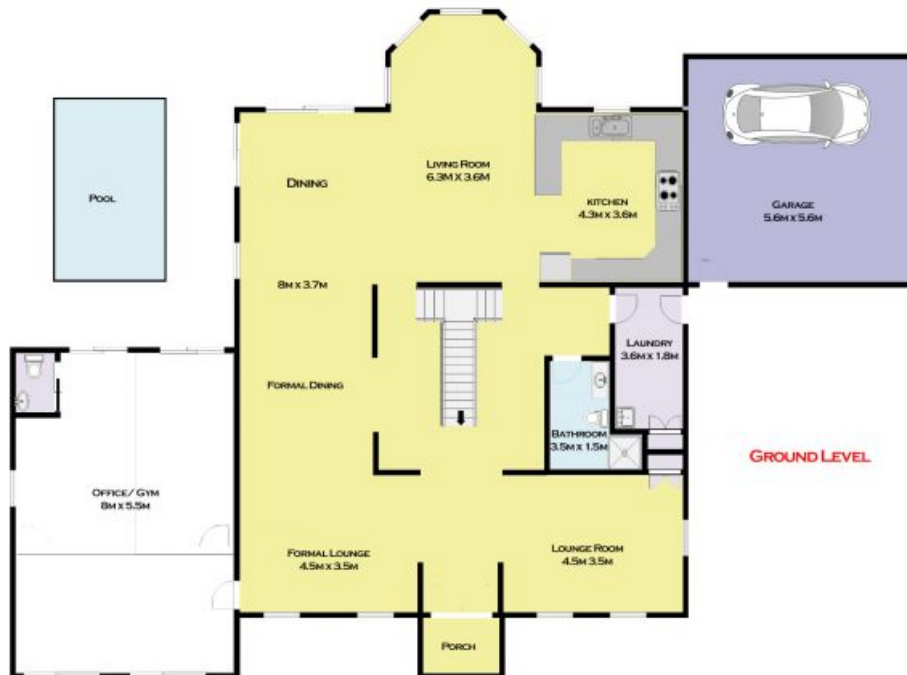 POOL
DINING
LIVING ROOM
6.3M X 3.6M
KITCHEN
4.3M X 3.6M
GARAGE
5.6M X 5.6M
8M X 3.7M
LAUNDRY
3.6M X 1.8M
FORMAL DINING
BATHROOM
3.5M X 1.5M
GROUND LEVEL
OFFICE/ GYM
8M X 5.5M
FORMAL LOUNGE
4.5M X 3.5M
LOUNGE ROOM
4.5M 3.5M
PORCH